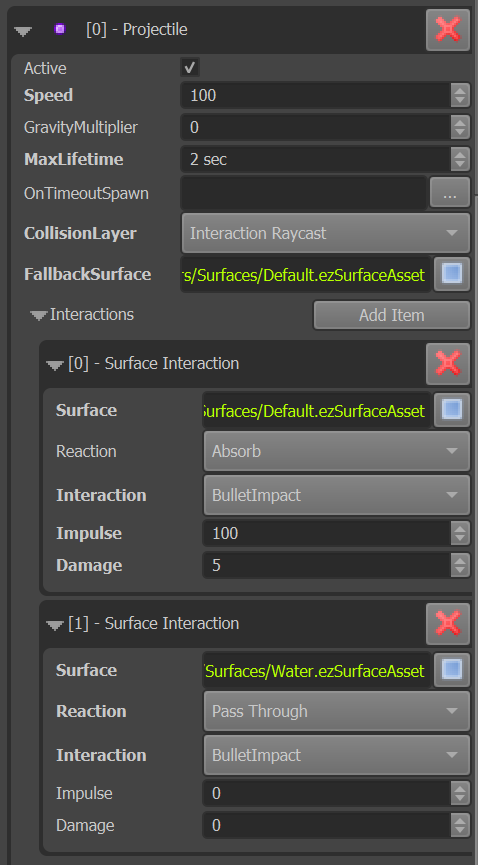 [0] - Projectile
Active
Speed 100
GravityMultiplier 0
MaxLifetime 2 sec
OnTimeoutSpawn ...
CollisionLayer Interaction Raycast
FallbackSurface rs/Surfaces/Default.ezSurfaceAsset
Interactions Add Item
[0] - Surface Interaction
Surface Surfaces/Default.ezSurfaceAsset
Reaction Absorb
Interaction BulletImpact
Impulse 100
Damage 5
[1] - Surface Interaction
Surface /Surfaces/Water.ezSurfaceAsset
Reaction Pass Through
Interaction BulletImpact
Impulse 0
Damage 0